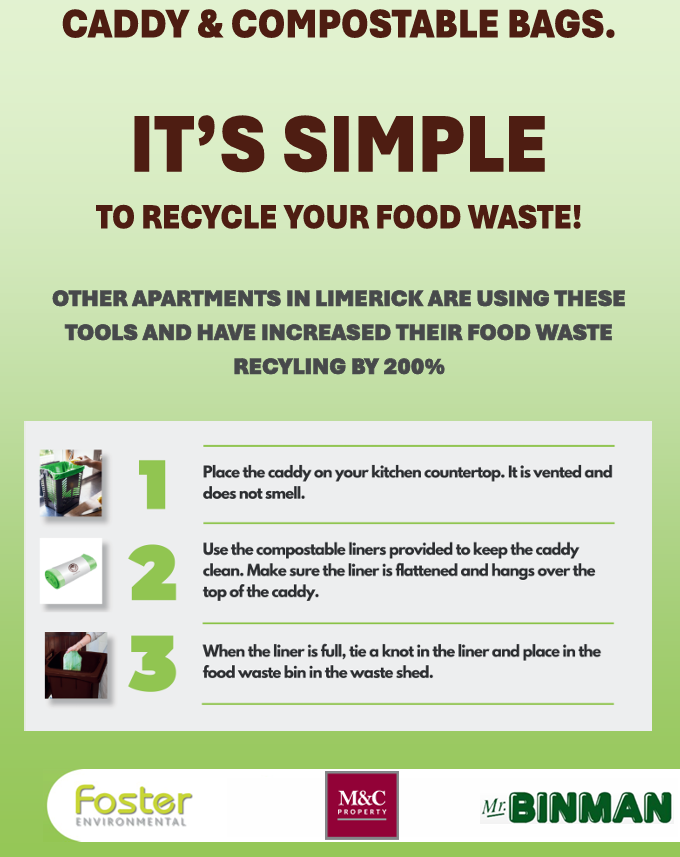 CADDY & COMPOSTABLE BAGS.
IT'S SIMPLE
TO RECYCLE YOUR FOOD WASTE!
OTHER APARTMENTS IN LIMERICK ARE USING THESE
TOOLS AND HAVE INCREASED THEIR FOOD WASTE
RECYLING BY 200%
1
Place the caddy on your kitchen countertop. It is vented and
does not smell.
2
Use the compostable liners provided to keep the caddy
clean. Make sure the liner is flattened and hangs over the
top of the caddy.
3
When the liner is full, tie a knot in the liner and place in the
food waste bin in the waste shed.
Foster
ENVIRONMENTAL
M&C
PROPERTY
Mr. BINMAN